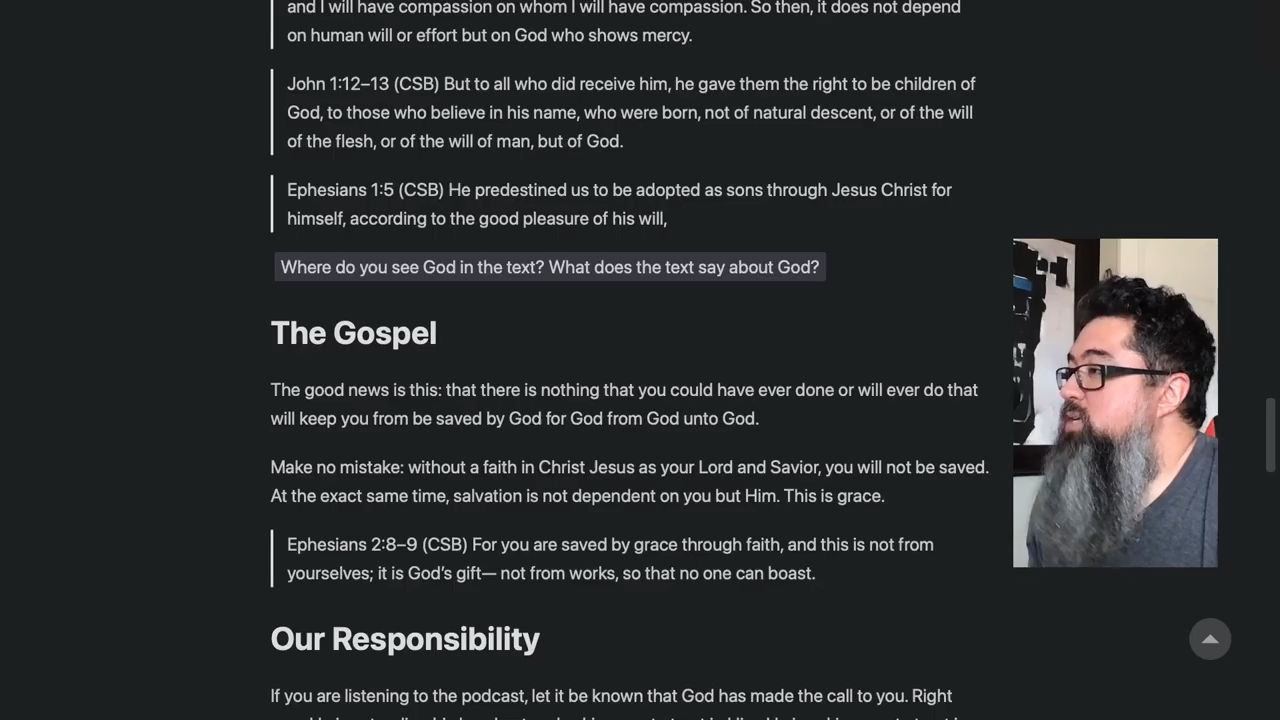 and I will have compassion on whom I will have compassion. So then, it does not depend
on human will or effort but on God who shows mercy.
John 1:12–13 (CSB) But to all who did receive him, he gave them the right to be children of
God, to those who believe in his name, who were born, not of natural descent, or of the will
of the flesh, or of the will of man, but of God.
Ephesians 1:5 (CSB) He predestined us to be adopted as sons through Jesus Christ for
himself, according to the good pleasure of his will,
Where do you see God in the text? What does the text say about God?
The Gospel
The good news is this: that there is nothing that you could have ever done or will ever do that
will keep you from be saved by God for God from God unto God.
Make no mistake: without a faith in Christ Jesus as your Lord and Savior, you will not be saved.
At the exact same time, salvation is not dependent on you but Him. This is grace.
Ephesians 2:8–9 (CSB) For you are saved by grace through faith, and this is not from
yourselves; it is God’s gift— not from works, so that no one can boast.
Our Responsibility
If you are listening to the podcast, let it be known that God has made the call to you. Right